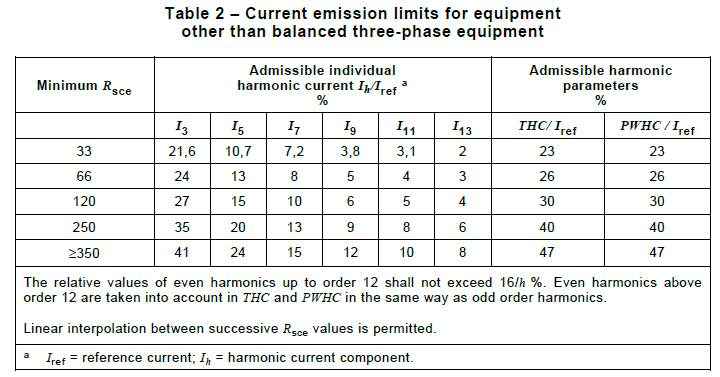 Table 2 – Current emission limits for equipment
other than balanced three-phase equipment
Minimum Rsce
Admissible individual
harmonic current Ih/Iref a
%
Admissible harmonic
parameters
%
I3 I5 I7 I9 I11 I13 THC/ Iref PWHC / Iref
33 21,6 10,7 7,2 3,8 3,1 2 23 23
66 24 13 8 5 4 3 26 26
120 27 15 10 6 5 4 30 30
250 35 20 13 9 8 6 40 40
≥350 41 24 15 12 10 8 47 47
The relative values of even harmonics up to order 12 shall not exceed 16/h %. Even harmonics above
order 12 are taken into account in THC and PWHC in the same way as odd order harmonics.
Linear interpolation between successive Rsce values is permitted.
a Iref = reference current; Ih = harmonic current component.